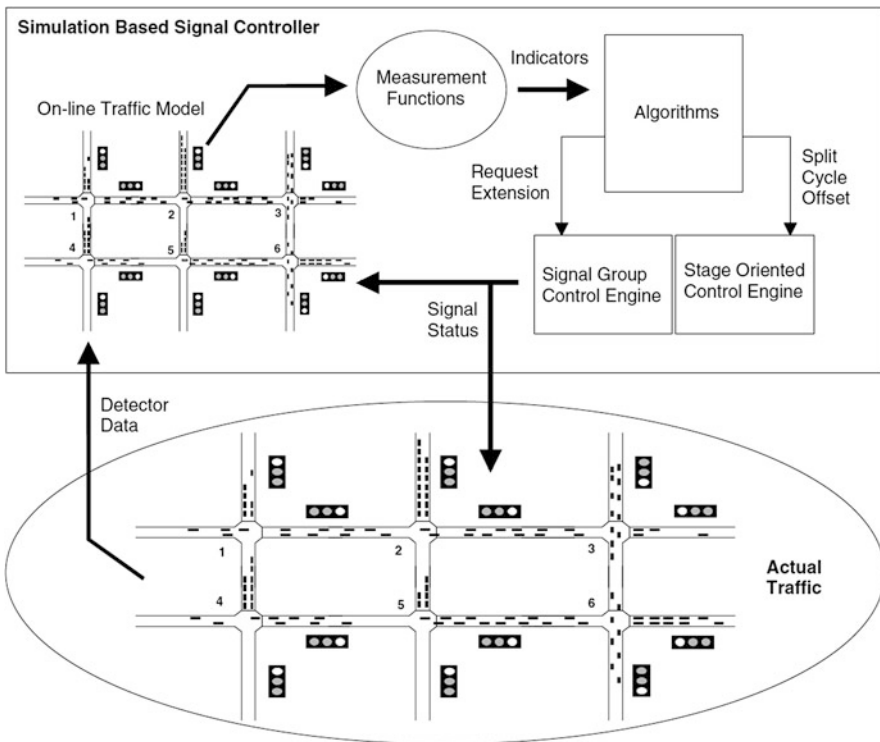 Simulation Based Signal Controller
On-line Traffic Model
Measurement
Functions
Indicators
Algorithms
Request
Extension
Split
Cycle
Offset
1
2
3
4
5
6
Signal Group
Control Engine
Stage Oriented
Control Engine
Signal
Status
Detector
Data
1
2
3
4
5
6
Actual
Traffic